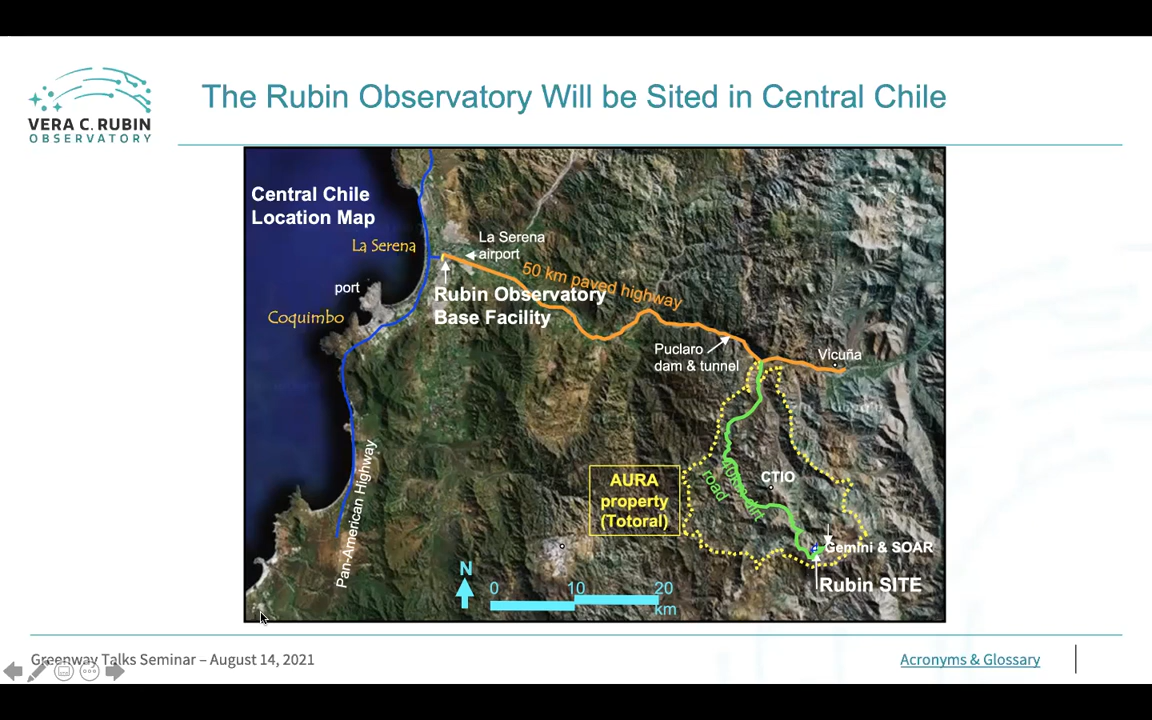 VERA C. RUBIN
OBSERVATORY
The Rubin Observatory Will be Sited in Central Chile
Central Chile
Location Map
La Serena
La Serena
airport
50 km paved highway
port
Rubin Observatory
Base Facility
Coquimbo
Puclaro
dam & tunnel
Vicuña
Pan-American Highway
AURA
property
(Totoral)
CTIO
dirt
road
Gemini & SOAR
Rubin SITE
N
0 10 20
km
Greenway Talks Seminar – August 14, 2021
Acronyms & Glossary